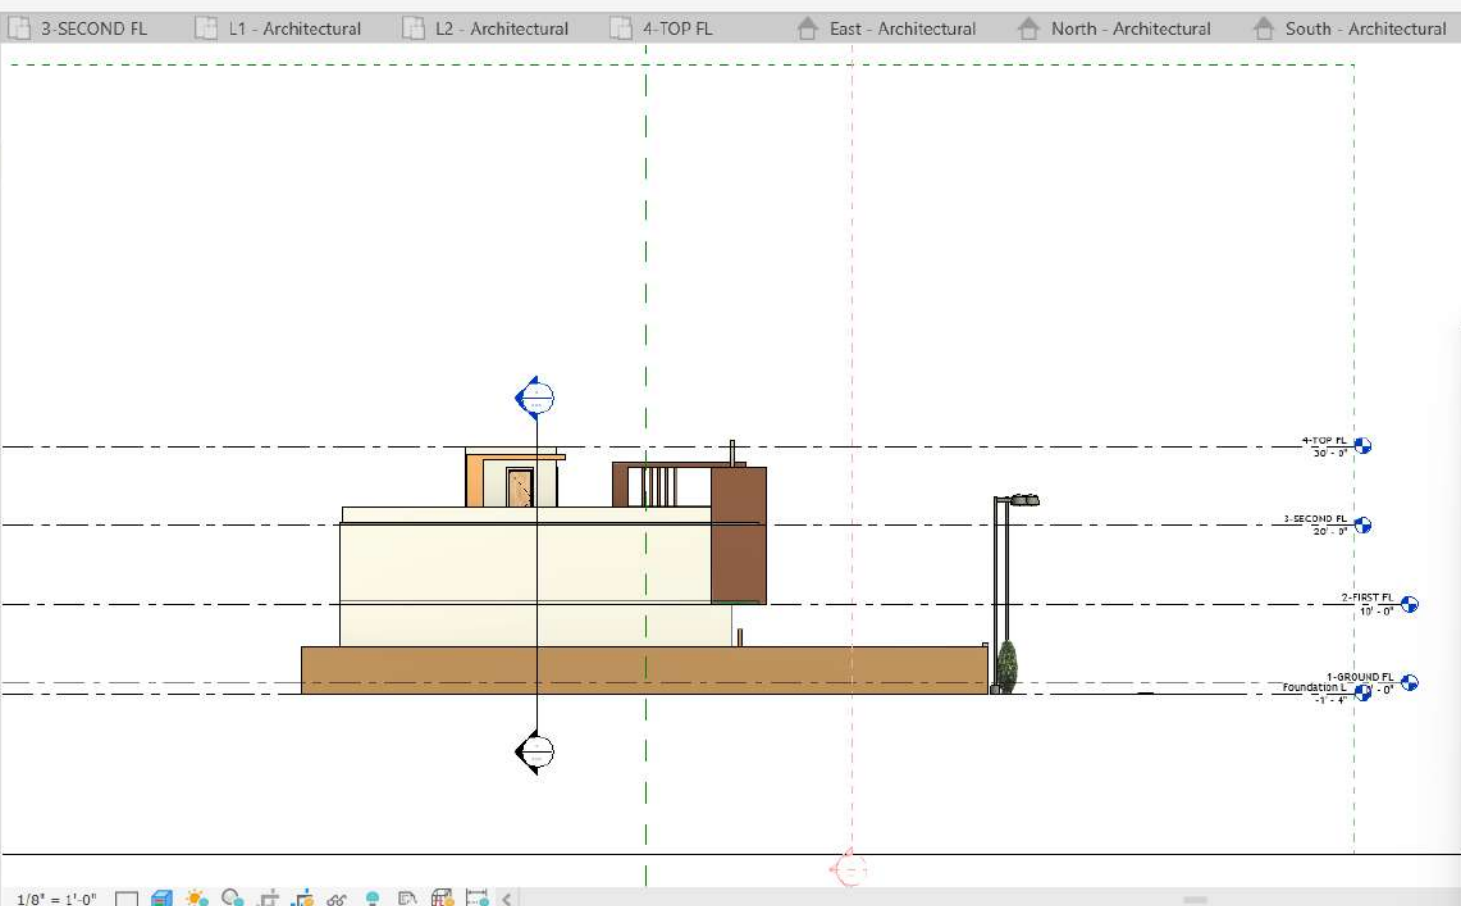 3-SECOND FL
L1 - Architectural
L2 - Architectural
4-TOP FL
East - Architectural
North - Architectural
South - Architectural
4-TOP FL
30' - 0"
3-SECOND FL
20' - 0"
2-FIRST FL
10' - 0"
1-GROUND FL
' - 0"
Foundation L
-1' - 4"
1/8" = 1'-0"